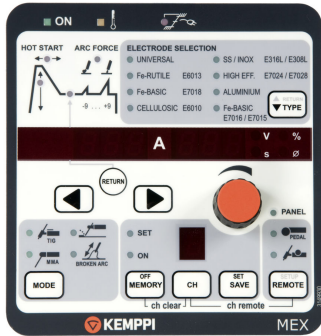 ON
HOT START ARC FORCE ELECTRODE SELECTION
UNIVERSAL SS / INOX E316L / E308L
Fe-RUTILE E6013 HIGH EFF. E7024 / E7028
Fe-BASIC E7018 ALUMINIUM
CELLULOSIC E6010 Fe-BASIC
E7016 / E7015
RETURN
TYPE
-9 ... +9
A V %
s Ø
RETURN
PANEL
SET
PEDAL
TIG
ON
MMA BROKEN ARC
MODE
OFF
MEMORY
CH
SET
SAVE
SETUP
REMOTE
ch clear ch remote
KEMPPI MEX